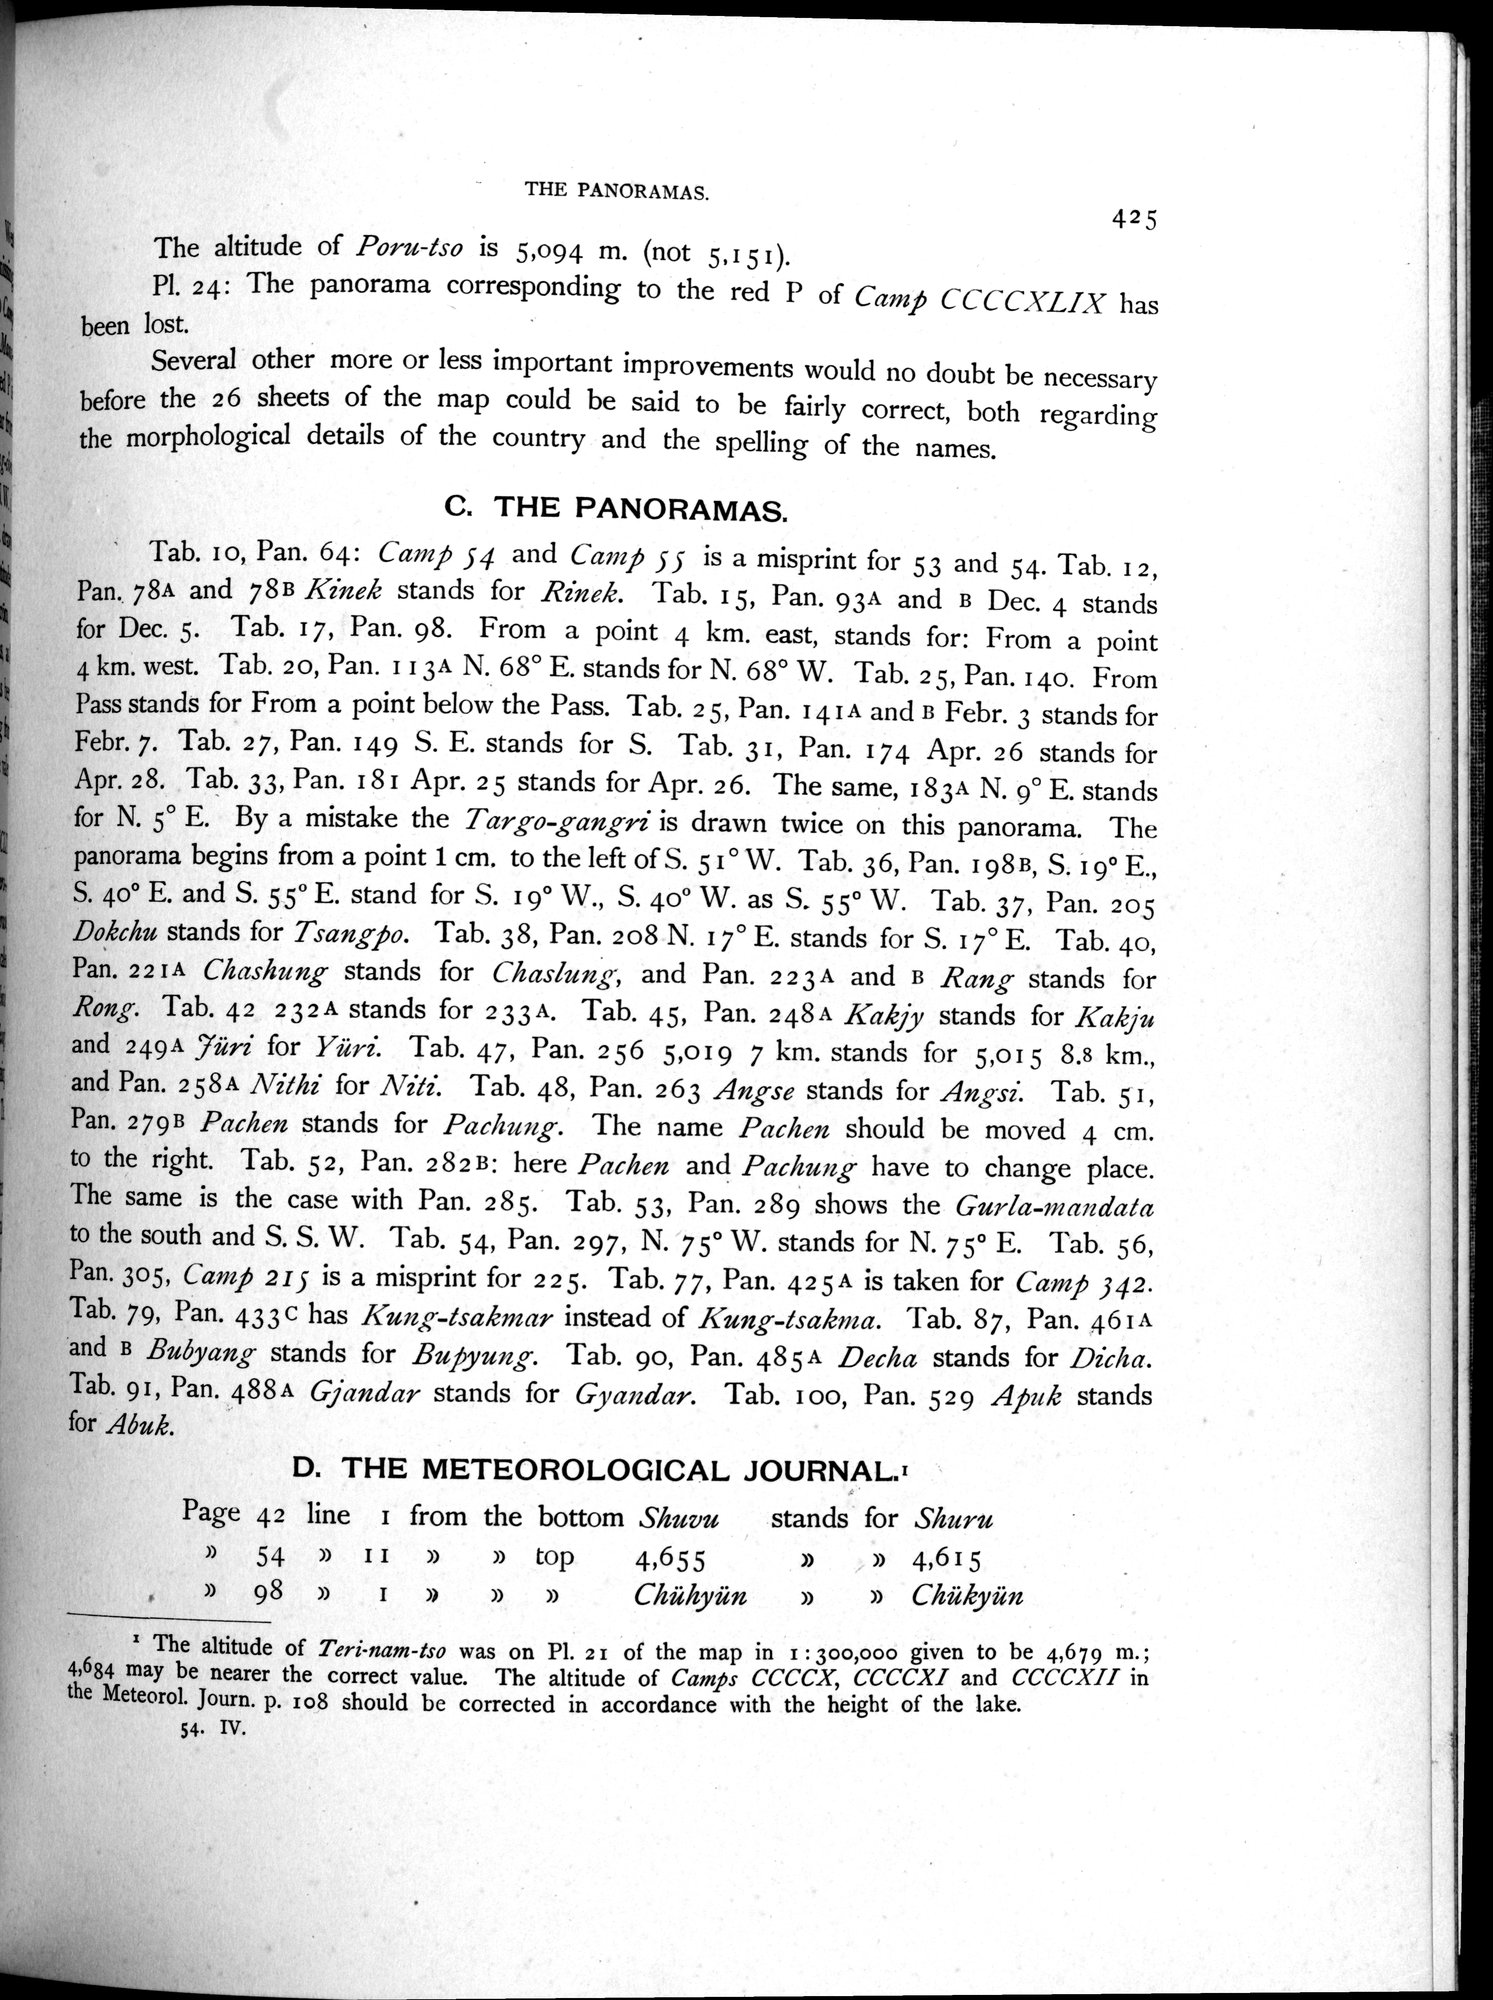 THE PANORAMAS.
425
The altitude of Poru-tso is 5,094 m. (not 5,151).
Pl. 24: The panorama corresponding to the red P of Camp CCCCXLIX has
been lost.
Several other more or less important improvements would no doubt be necessary
before the 26 sheets of the map could be said to be fairly correct, both regarding
the morphological details of the country and the spelling of the names.
C. THE PANORAMAS.
Tab. 10, Pan. 64: Camp 54 and Camp 55 is a misprint for 53 and 54. Tab. 12,
Pan. 78A and 78B Kinek stands for Rinek. Tab. 15, Pan. 93A and B Dec. 4 stands
for Dec. 5. Tab. 17, Pan. 98. From a point 4 km. east, stands for: From a point
4 km. west. Tab. 20, Pan. 113A N. 68° E. stands for N. 68° W. Tab. 25, Pan. 140. From
Pass stands for From a point below the Pass. Tab. 25, Pan. 141A and B Febr. 3 stands for
Febr. 7. Tab. 27, Pan. 149 S. E. stands for S. Tab. 31, Pan. 174 Apr. 26 stands for
Apr. 28. Tab. 33, Pan. 181 Apr. 25 stands for Apr. 26. The same, 183A N. 9° E. stands
for N. 5° E. By a mistake the Targo-gangri is drawn twice on this panorama. The
panorama begins from a point 1 cm. to the left of S. 51° W. Tab. 36, Pan. 198B, S. 19° E.,
S. 40° E. and S. 55° E. stand for S. 19° W., S. 40° W. as S. 55° W. Tab. 37, Pan. 205
Dokchu stands for Tsangpo. Tab. 38, Pan. 208 N. 17° E. stands for S. 17° E. Tab. 40,
Pan. 221A Chashung stands for Chaslung, and Pan. 223A and B Rang stands for
Rong. Tab. 42 232A stands for 233A. Tab. 45, Pan. 248A Kakjy stands for Kakju
and 249A Jüri for Yüri. Tab. 47, Pan. 256 5,019 7 km. stands for 5,015 8.8 km.,
and Pan. 258A Nithi for Niti. Tab. 48, Pan. 263 Angse stands for Angsi. Tab. 51,
Pan. 279B Pachen stands for Pachung. The name Pachen should be moved 4 cm.
to the right. Tab. 52, Pan. 282B: here Pachen and Pachung have to change place.
The same is the case with Pan. 285. Tab. 53, Pan. 289 shows the Gurla-mandata
to the south and S. S. W. Tab. 54, Pan. 297, N. 75° W. stands for N. 75° E. Tab. 56,
Pan. 305, Camp 215 is a misprint for 225. Tab. 77, Pan. 425A is taken for Camp 342.
Tab. 79, Pan. 433C has Kung-tsakmar instead of Kung-tsakma. Tab. 87, Pan. 461A
and B Bubyang stands for Bupyung. Tab. 90, Pan. 485A Decha stands for Dicha.
Tab. 91, Pan. 488A Gjandar stands for Gyandar. Tab. 100, Pan. 529 Apuk stands
for Abuk.
D. THE METEOROLOGICAL JOURNAL.¹
Page 42 line 1 from the bottom Shuvu stands for Shuru
» 54 » 11 » » top 4,655 » » 4,615
» 98 » 1 » » » Chühyün » » Chükyün
¹ The altitude of Teri-nam-tso was on Pl. 21 of the map in 1:300,000 given to be 4,679 m.;
4,684 may be nearer the correct value. The altitude of Camps CCCCX, CCCCXI and CCCCXII in
the Meteorol. Journ. p. 108 should be corrected in accordance with the height of the lake.
54. IV.